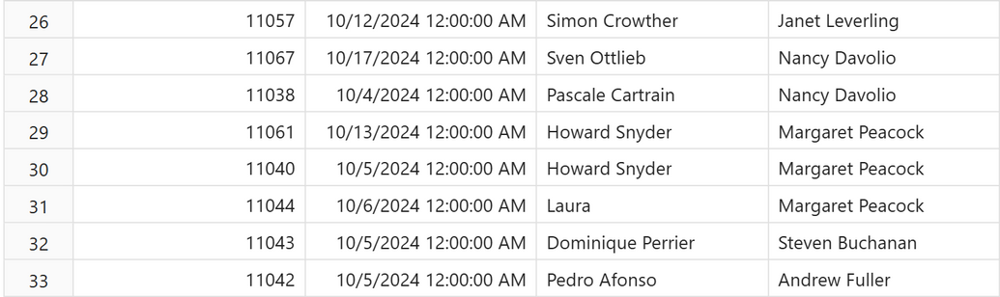 26 11057 10/12/2024 12:00:00 AM Simon Crowther Janet Leverling
27 11067 10/17/2024 12:00:00 AM Sven Ottlieb Nancy Davolio
28 11038 10/4/2024 12:00:00 AM Pascale Cartrain Nancy Davolio
29 11061 10/13/2024 12:00:00 AM Howard Snyder Margaret Peacock
30 11040 10/5/2024 12:00:00 AM Howard Snyder Margaret Peacock
31 11044 10/6/2024 12:00:00 AM Laura Margaret Peacock
32 11043 10/5/2024 12:00:00 AM Dominique Perrier Steven Buchanan
33 11042 10/5/2024 12:00:00 AM Pedro Afonso Andrew Fuller